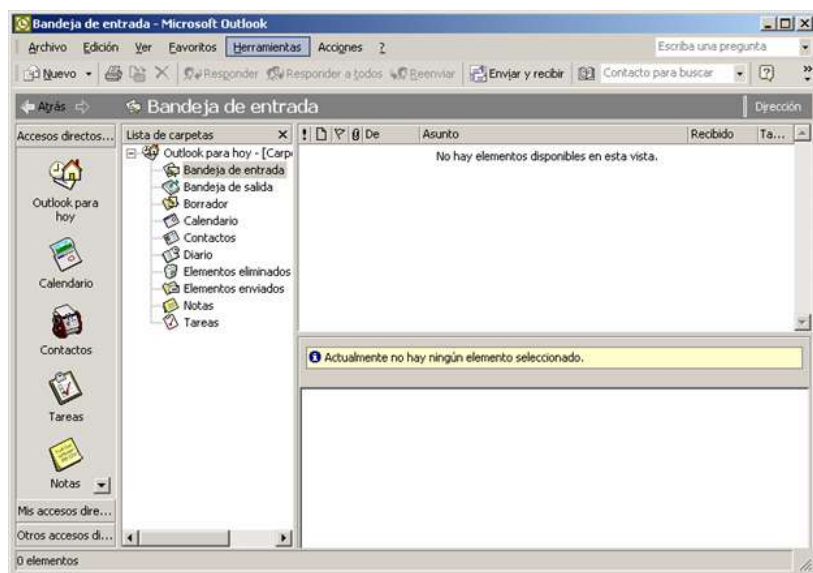 Bandeja de entrada - Microsoft Outlook
Archivo Edición Ver Favoritos Herramientas Acciones ? Escriba una pregunta
Nuevo Responder Responder a todos Reenviar Enviar y recibir Contacto para buscar
Atrás Bandeja de entrada Dirección
Accesos directos... Lista de carpetas ! De Asunto Recibido Ta...
Outlook para hoy
Calendario
Contactos
Tareas
Notas
Mis accesos dire...
Otros accesos di...
Outlook para hoy - [Carp
Bandeja de entrada
Bandeja de salida
Borrador
Calendario
Contactos
Diario
Elementos eliminados
Elementos enviados
Notas
Tareas
No hay elementos disponibles en esta vista.
Actualmente no hay ningún elemento seleccionado.
0 elementos